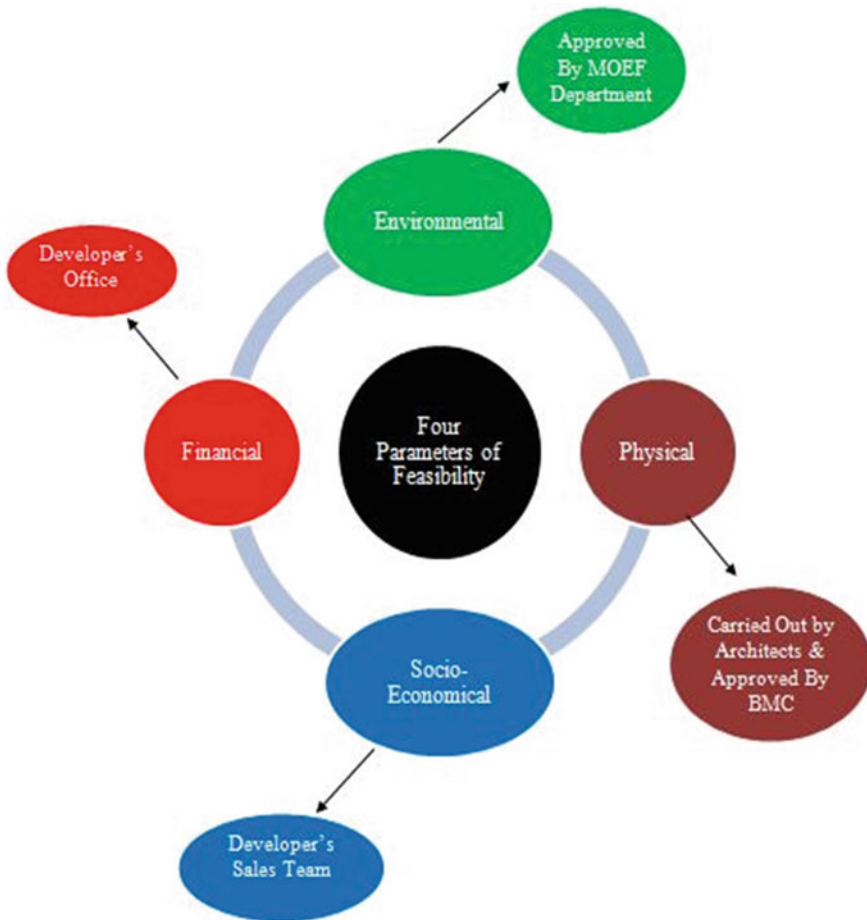 Approved
By MOEF
Department
Environmental
Developer's
Office
Financial
Four
Parameters of
Feasibility
Physical
Carried Out by
Architects &
Approved By
BMC
Socio-
Economical
Developer's
Sales Team